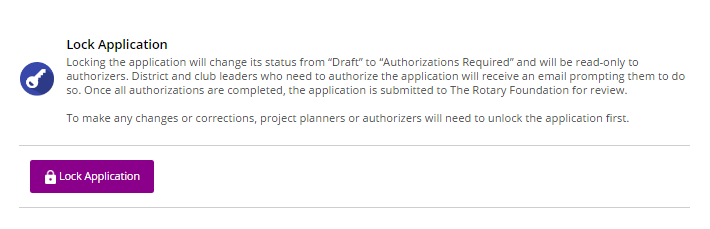 Lock Application
Locking the application will change its status from “Draft” to “Authorizations Required” and will be read-only to
authorizers. District and club leaders who need to authorize the application will receive an email prompting them to do
so. Once all authorizations are completed, the application is submitted to The Rotary Foundation for review.
To make any changes or corrections, project planners or authorizers will need to unlock the application first.
Lock Application